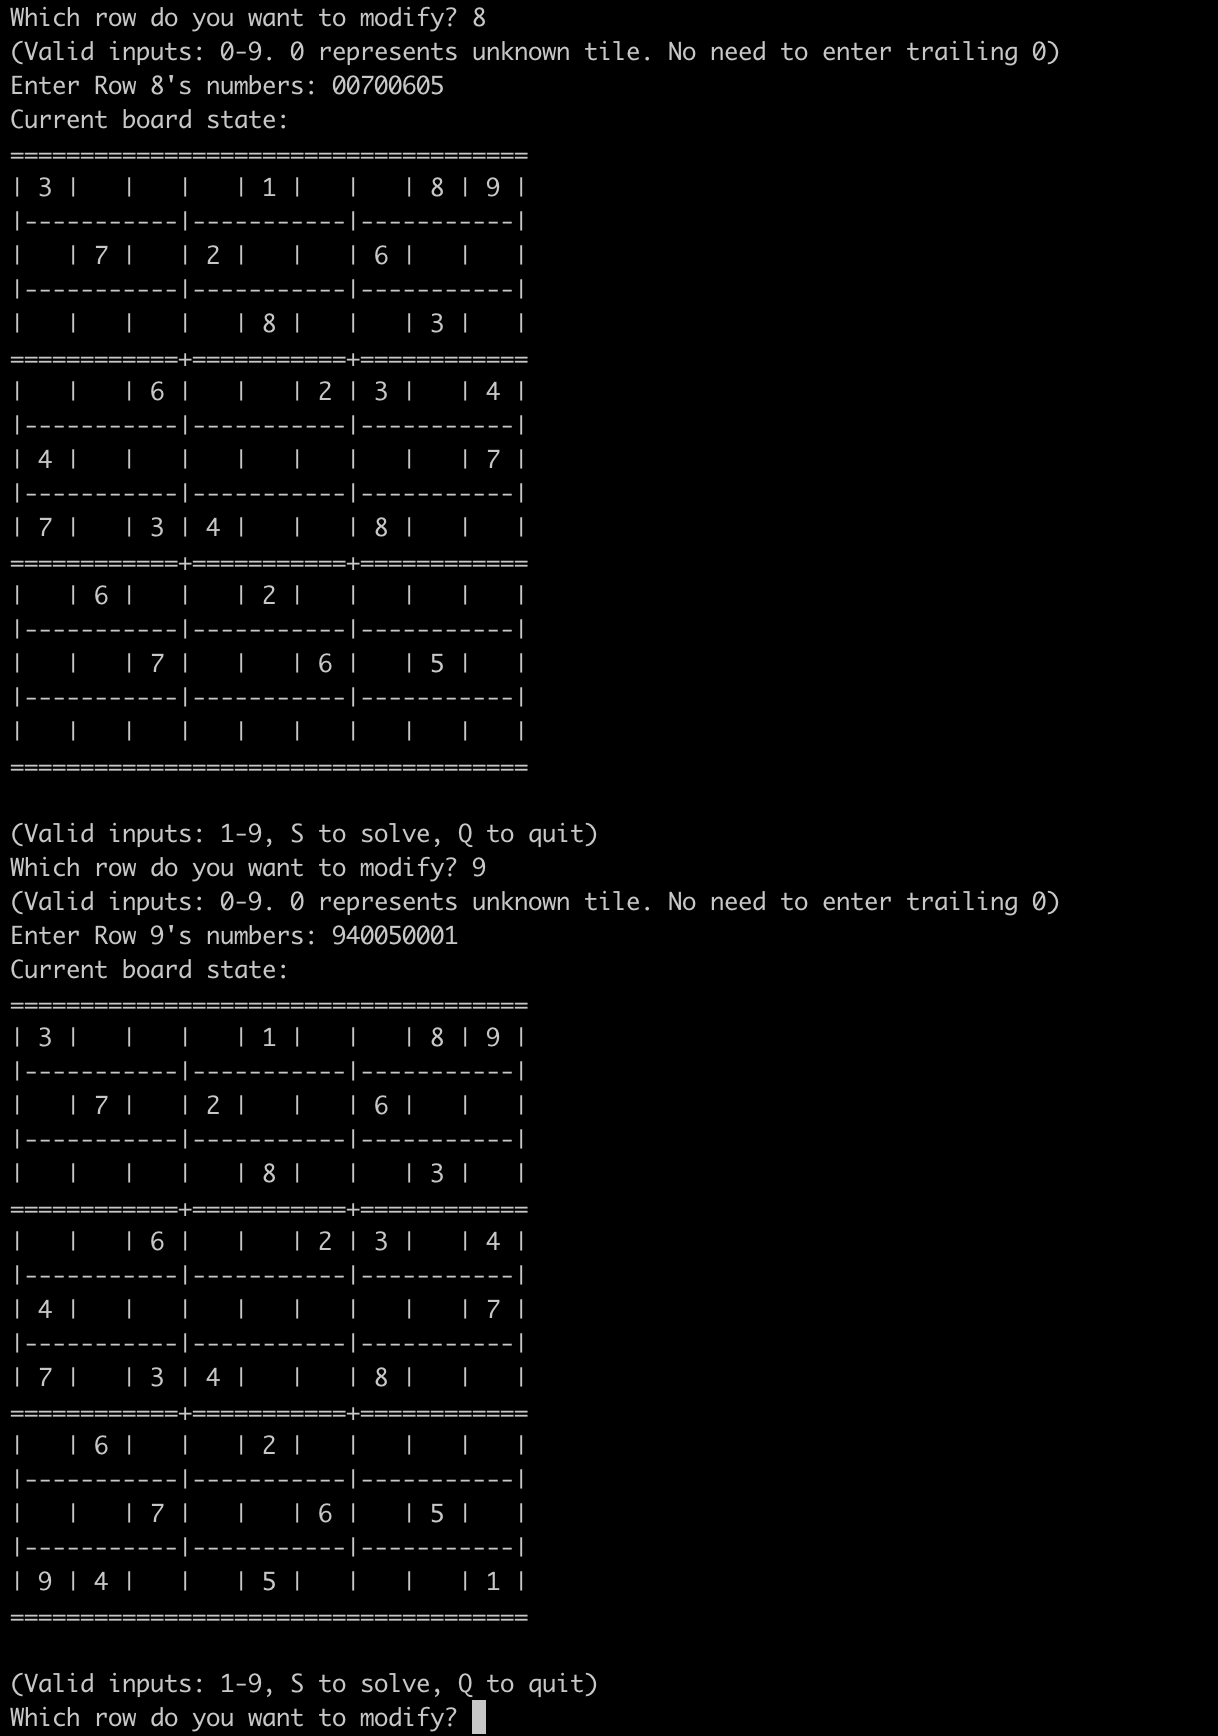 Which row do you want to modify? 8
(Valid inputs: 0-9. 0 represents unknown tile. No need to enter trailing 0)
Enter Row 8's numbers: 00700605
Current board state:
=====================================
| 3 |   |   |   | 1 |   |   | 8 | 9 |
|-----------|-----------|-----------|
|   | 7 |   | 2 |   |   | 6 |   |   |
|-----------|-----------|-----------|
|   |   |   |   | 8 |   |   | 3 |   |
============+===========+============
|   |   | 6 |   |   | 2 | 3 |   | 4 |
|-----------|-----------|-----------|
| 4 |   |   |   |   |   |   |   | 7 |
|-----------|-----------|-----------|
| 7 |   | 3 | 4 |   |   | 8 |   |   |
============+===========+============
|   | 6 |   |   | 2 |   |   |   |   |
|-----------|-----------|-----------|
|   |   | 7 |   |   | 6 |   | 5 |   |
|-----------|-----------|-----------|
|   |   |   |   |   |   |   |   |   |
=====================================
(Valid inputs: 1-9, S to solve, Q to quit)
Which row do you want to modify? 9
(Valid inputs: 0-9. 0 represents unknown tile. No need to enter trailing 0)
Enter Row 9's numbers: 940050001
Current board state:
=====================================
| 3 |   |   |   | 1 |   |   | 8 | 9 |
|-----------|-----------|-----------|
|   | 7 |   | 2 |   |   | 6 |   |   |
|-----------|-----------|-----------|
|   |   |   |   | 8 |   |   | 3 |   |
============+===========+============
|   |   | 6 |   |   | 2 | 3 |   | 4 |
|-----------|-----------|-----------|
| 4 |   |   |   |   |   |   |   | 7 |
|-----------|-----------|-----------|
| 7 |   | 3 | 4 |   |   | 8 |   |   |
============+===========+============
|   | 6 |   |   | 2 |   |   |   |   |
|-----------|-----------|-----------|
|   |   | 7 |   |   | 6 |   | 5 |   |
|-----------|-----------|-----------|
| 9 | 4 |   |   | 5 |   |   |   | 1 |
=====================================
(Valid inputs: 1-9, S to solve, Q to quit)
Which row do you want to modify?